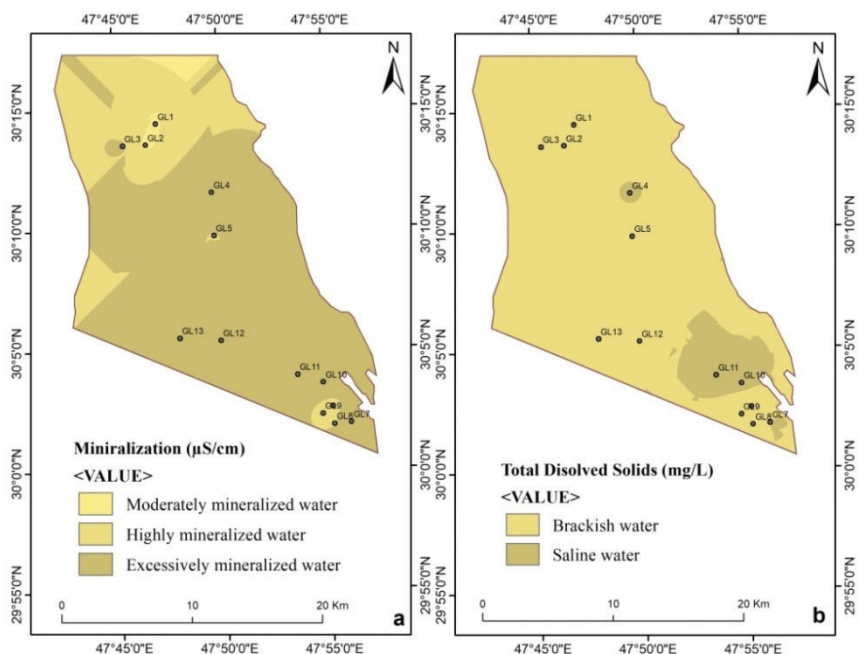 47°45'0"E 47°50'0"E 47°55'0"E
N
30°15'0"N
30°10'0"N
30°5'0"N
30°0'0"N
29°55'0"N
GL1
GL3
GL2
GL4
GL5
GL13
GL12
GL11
GL10
GL9
GL8
GL7
Miniralization (µS/cm)
<VALUE>
Moderately mineralized water
Highly mineralized water
Excessively mineralized water
0 10 20 Km
a
47°45'0"E 47°50'0"E 47°55'0"E
47°45'0"E 47°50'0"E 47°55'0"E
N
30°15'0"N
30°10'0"N
30°5'0"N
30°0'0"N
29°55'0"N
GL1
GL3
GL2
GL4
GL5
GL13
GL12
GL11
GL10
GL9
GL8
GL7
Total Disolved Solids (mg/L)
<VALUE>
Brackish water
Saline water
0 10 20 Km
b
47°45'0"E 47°50'0"E 47°55'0"E